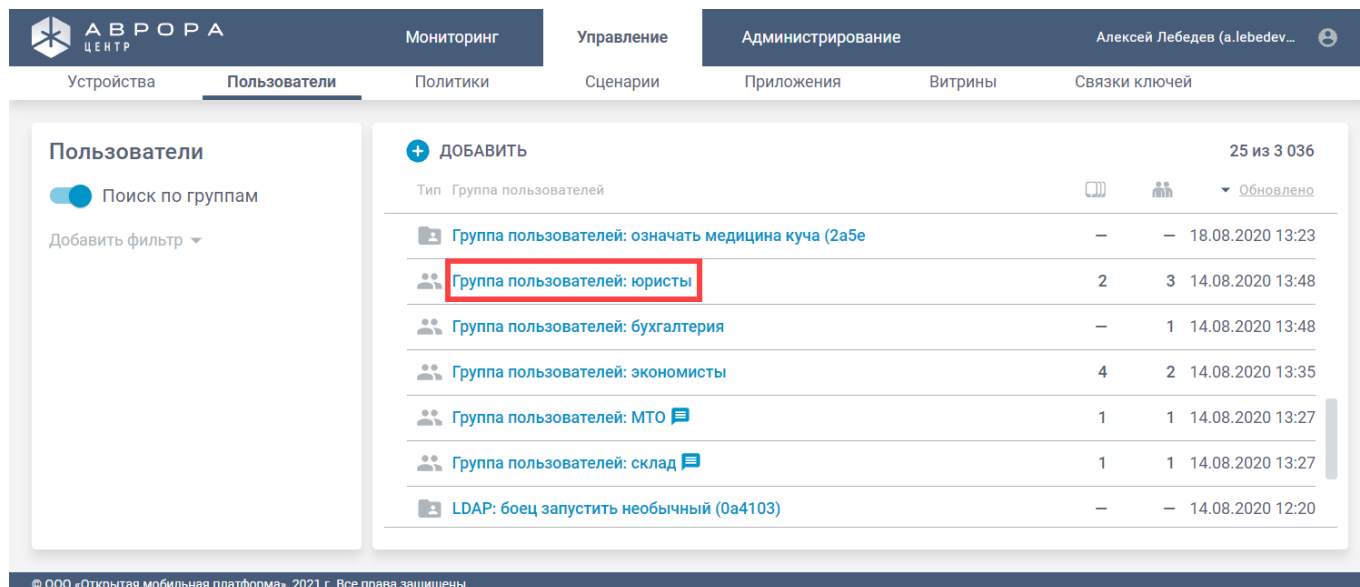 АВРОРА
ЦЕНТР
Мониторинг Управление Администрирование Алексей Лебедев (a.lebedev...
Устройства Пользователи Политики Сценарии Приложения Витрины Связки ключей
Пользователи
Поиск по группам
Добавить фильтр
ДОБАВИТЬ 25 из 3 036
Тип Группа пользователей Обновлено
Группа пользователей: означать медицина куча (2a5e — — 18.08.2020 13:23
Группа пользователей: юристы 2 3 14.08.2020 13:48
Группа пользователей: бухгалтерия — 1 14.08.2020 13:48
Группа пользователей: экономисты 4 2 14.08.2020 13:35
Группа пользователей: МТО 1 1 14.08.2020 13:27
Группа пользователей: склад 1 1 14.08.2020 13:27
LDAP: боец запустить необычный (0a4103) — — 14.08.2020 12:20
© ООО «Открытая мобильная платформа», 2021 г. Все права защищены.